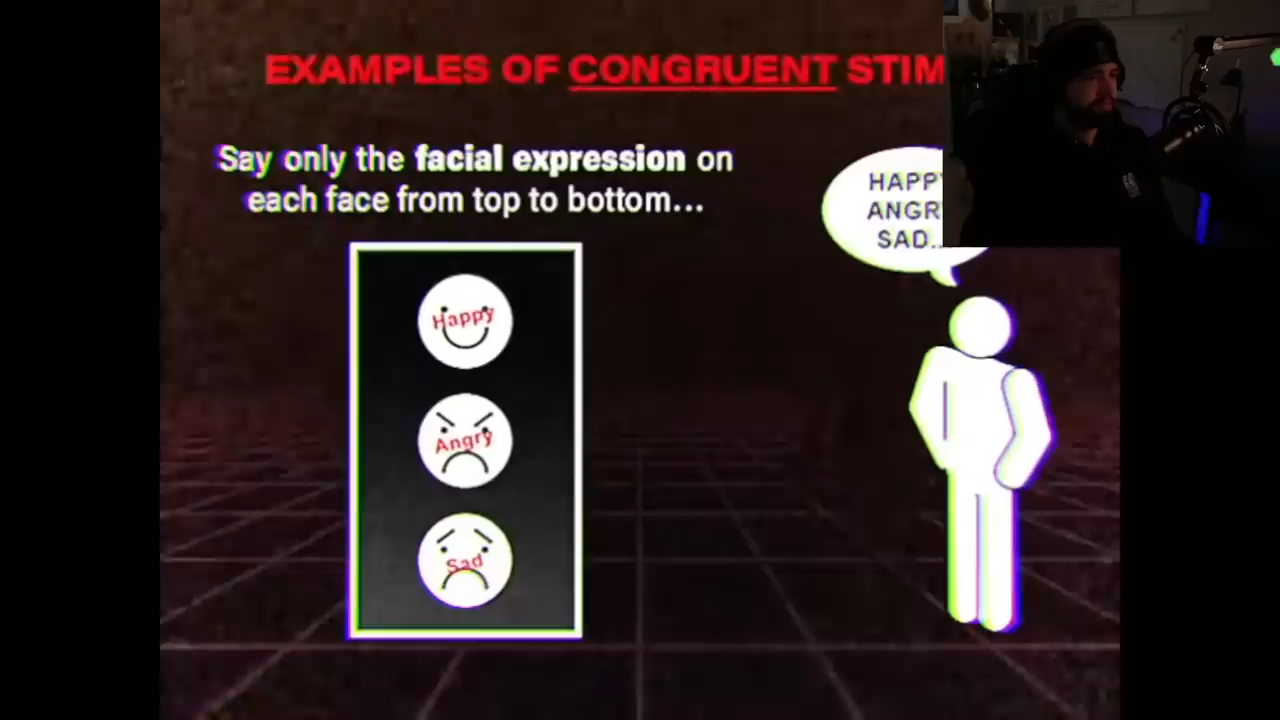 EXAMPLES OF CONGRUENT STIM
Say only the facial expression on
each face from top to bottom...
HAPPY
ANGR
SAD..
Happy
Angry
Sad